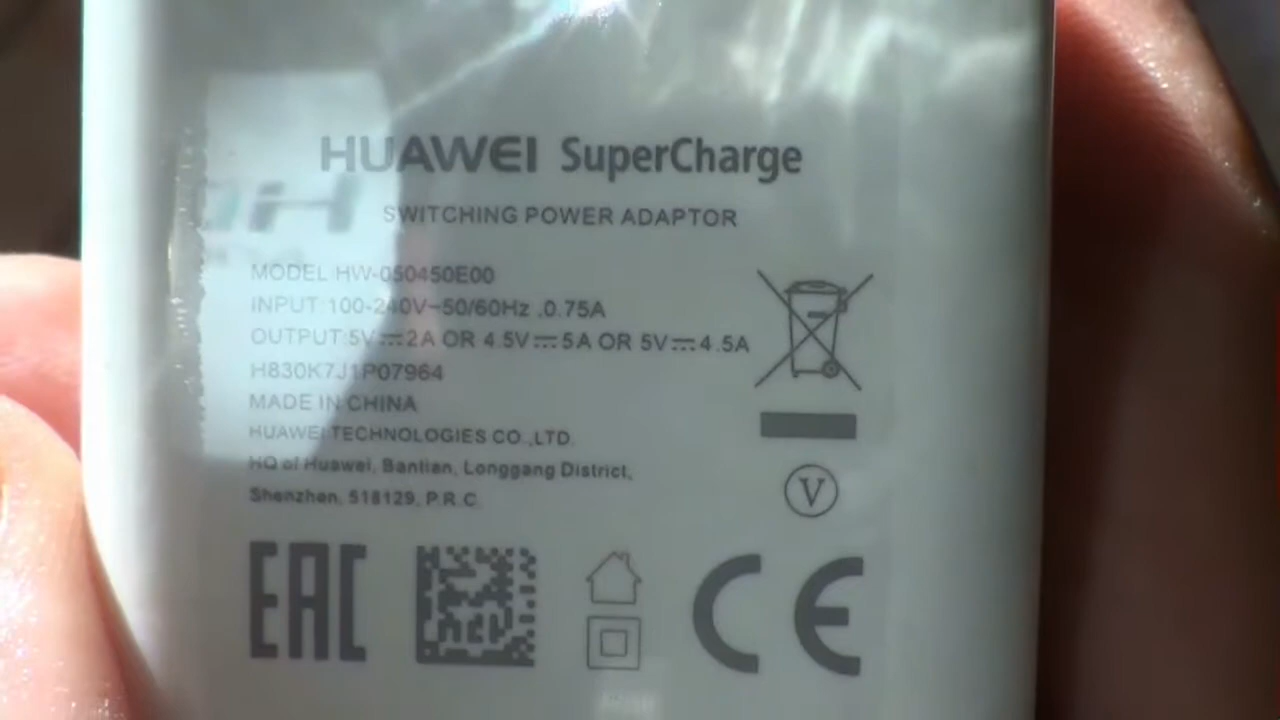 HUAWEI SuperCharge
SWITCHING POWER ADAPTOR
MODEL:HW-050450E00
INPUT:100-240V~50/60Hz .0.75A
OUTPUT:5V⎓2A OR 4.5V⎓5A OR 5V⎓4.5A
H830K7J1P07964
MADE IN CHINA
HUAWEI TECHNOLOGIES CO.,LTD.
HQ of Huawei, Bantian, Longgang District,
Shenzhen, 518129, P.R.C.
V
EAC
CE